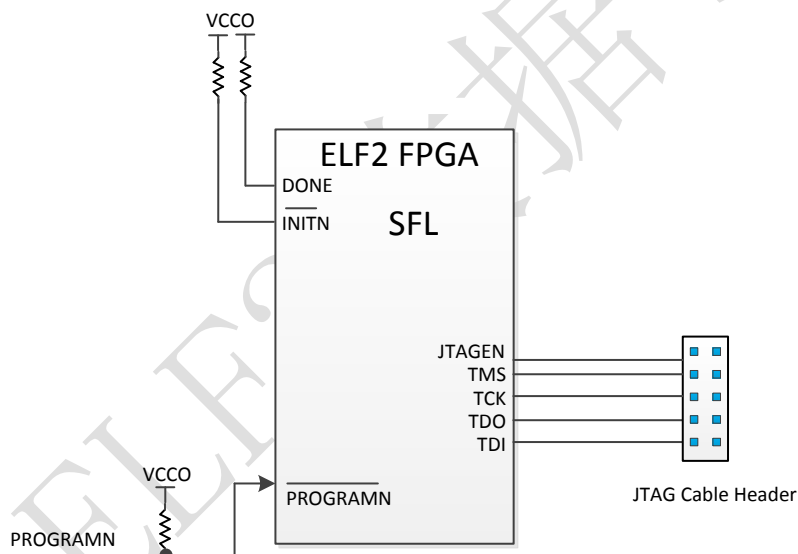 VCCO
ELF2 FPGA
DONE
INITN
SFL
JTAGEN
TMS
TCK
TDO
TDI
VCCO
PROGRAMN
JTAG Cable Header
PROGRAMN